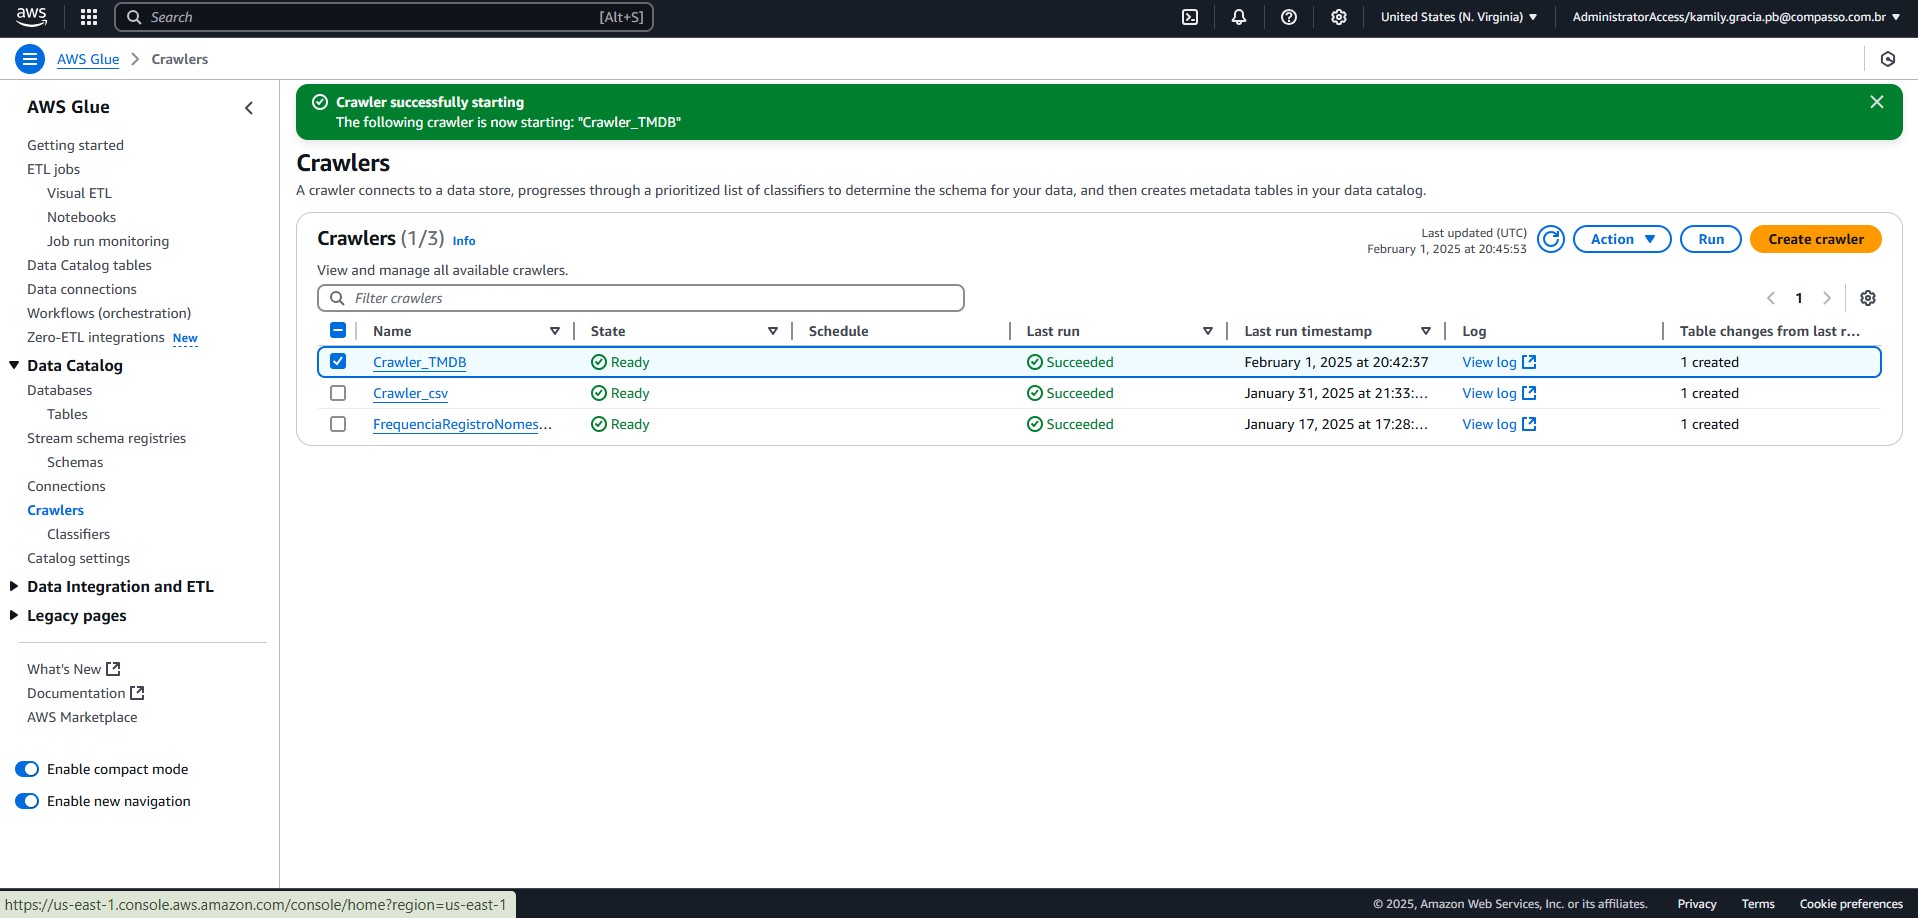 aws
Search [Alt+S]
United States (N. Virginia)
AdministratorAccess/kamily.gracia.pb@compasso.com.br
AWS Glue
Crawlers
AWS Glue
Getting started
ETL jobs
Visual ETL
Notebooks
Job run monitoring
Data Catalog tables
Data connections
Workflows (orchestration)
Zero-ETL integrations New
Data Catalog
Databases
Tables
Stream schema registries
Schemas
Connections
Crawlers
Classifiers
Catalog settings
Data Integration and ETL
Legacy pages
What's New
Documentation
AWS Marketplace
Enable compact mode
Enable new navigation
Crawler successfully starting
The following crawler is now starting: "Crawler_TMDB"
Crawlers
A crawler connects to a data store, progresses through a prioritized list of classifiers to determine the schema for your data, and then creates metadata tables in your data catalog.
Crawlers (1/3) Info
Last updated (UTC)
February 1, 2025 at 20:45:53
Action
Run
Create crawler
View and manage all available crawlers.
Filter crawlers
1
Name State Schedule Last run Last run timestamp Log Table changes from last r...
Crawler_TMDB Ready Succeeded February 1, 2025 at 20:42:37 View log 1 created
Crawler_csv Ready Succeeded January 31, 2025 at 21:33:... View log 1 created
FrequenciaRegistroNomes... Ready Succeeded January 17, 2025 at 17:28:... View log 1 created
https://us-east-1.console.aws.amazon.com/console/home?region=us-east-1
© 2025, Amazon Web Services, Inc. or its affiliates. Privacy Terms Cookie preferences